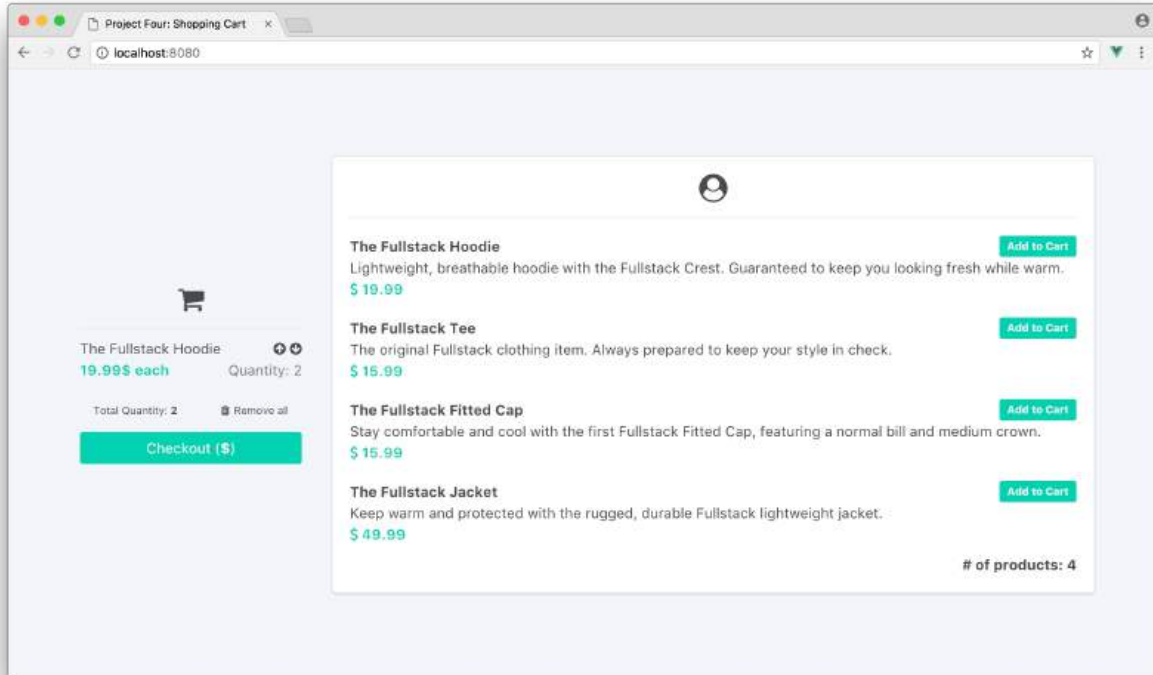 Project Four: Shopping Cart
localhost:8080
The Fullstack Hoodie
19.99$ each Quantity: 2
Total Quantity: 2 Remove all
Checkout ($)
The Fullstack Hoodie Add to Cart
Lightweight, breathable hoodie with the Fullstack Crest. Guaranteed to keep you looking fresh while warm.
$ 19.99
The Fullstack Tee Add to Cart
The original Fullstack clothing item. Always prepared to keep your style in check.
$ 15.99
The Fullstack Fitted Cap Add to Cart
Stay comfortable and cool with the first Fullstack Fitted Cap, featuring a normal bill and medium crown.
$ 15.99
The Fullstack Jacket Add to Cart
Keep warm and protected with the rugged, durable Fullstack lightweight jacket.
$ 49.99
# of products: 4